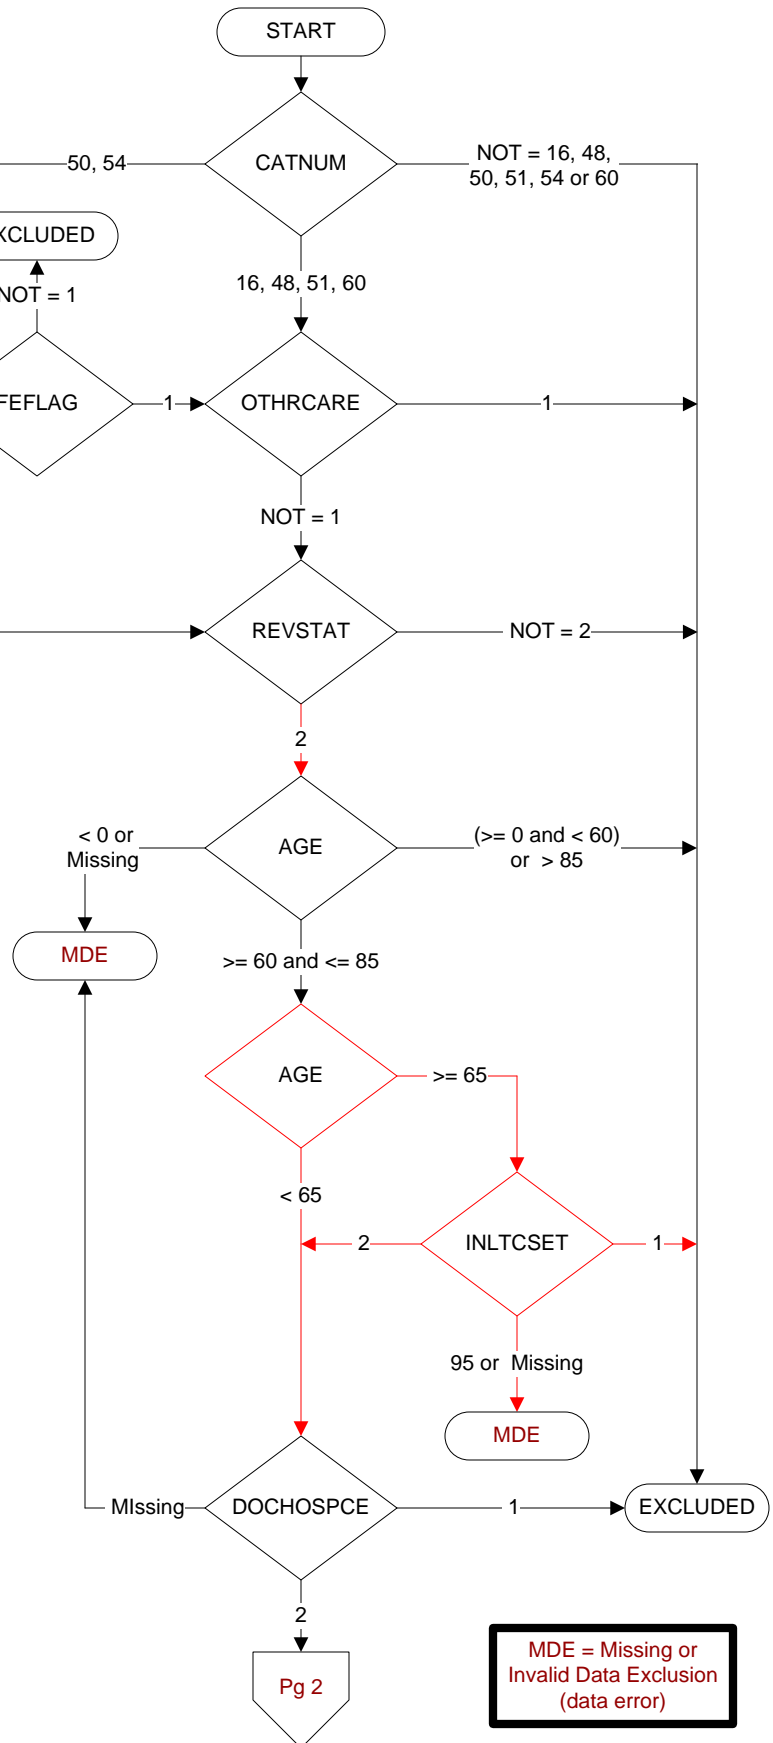 START
50, 54
CATNUM
NOT = 16, 48,
50, 51, 54 or 60
XCLUDED
16, 48, 51, 60
NOT = 1
FEFLAG
1
OTHRCARE
1
NOT = 1
REVSTAT
NOT = 2
2
< 0 or
Missing
AGE
(>= 0 and < 60)
or > 85
MDE
>= 60 and <= 85
AGE
>= 65
< 65
2
INLTCSET
1
95 or Missing
MDE
MIssing
DOCHOSPCE
1
EXCLUDED
2
Pg 2
MDE = Missing or
Invalid Data Exclusion
(data error)